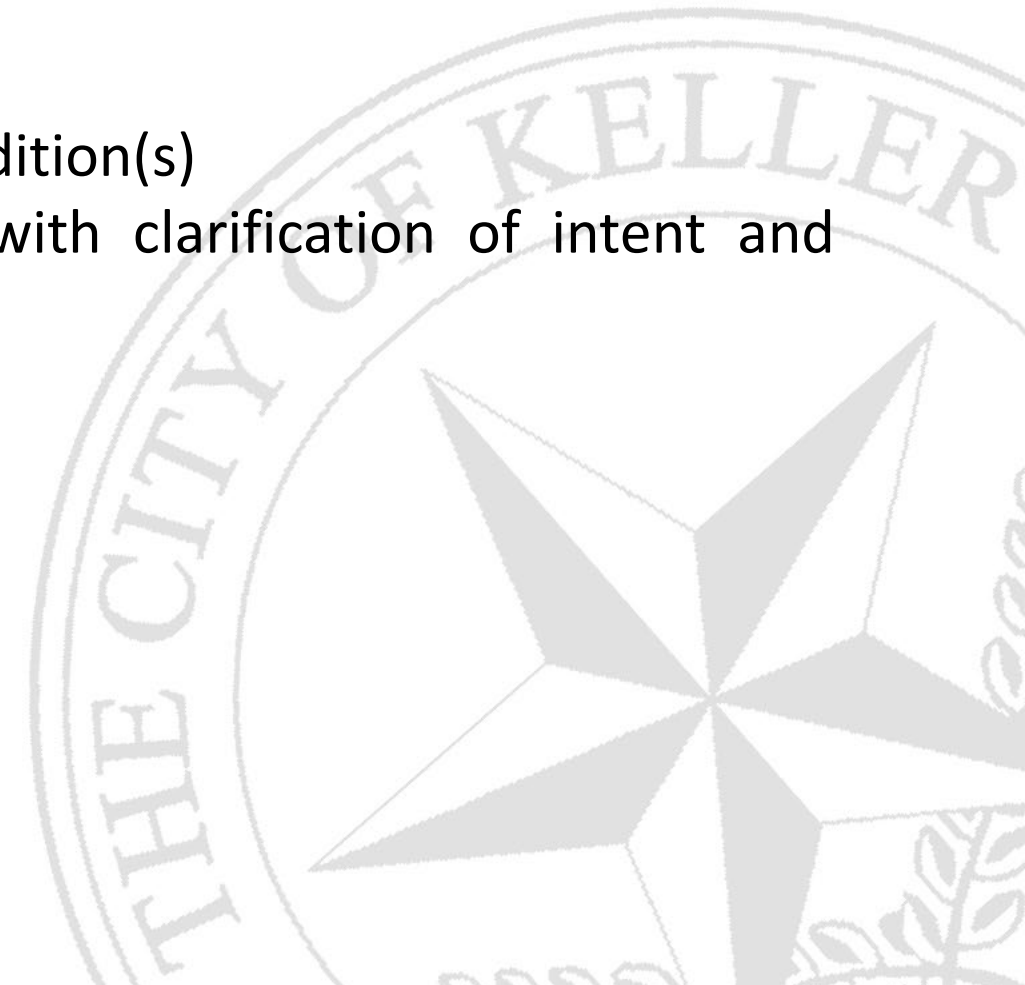 dition(s)
with clarification of intent and
THE CITY OF KELLER